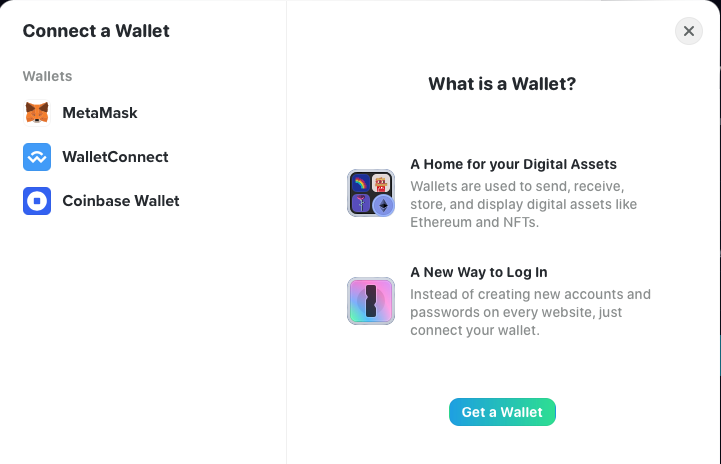 Connect a Wallet
Wallets
MetaMask
WalletConnect
Coinbase Wallet
What is a Wallet?
A Home for your Digital Assets
Wallets are used to send, receive,
store, and display digital assets like
Ethereum and NFTs.
A New Way to Log In
Instead of creating new accounts and
passwords on every website, just
connect your wallet.
Get a Wallet